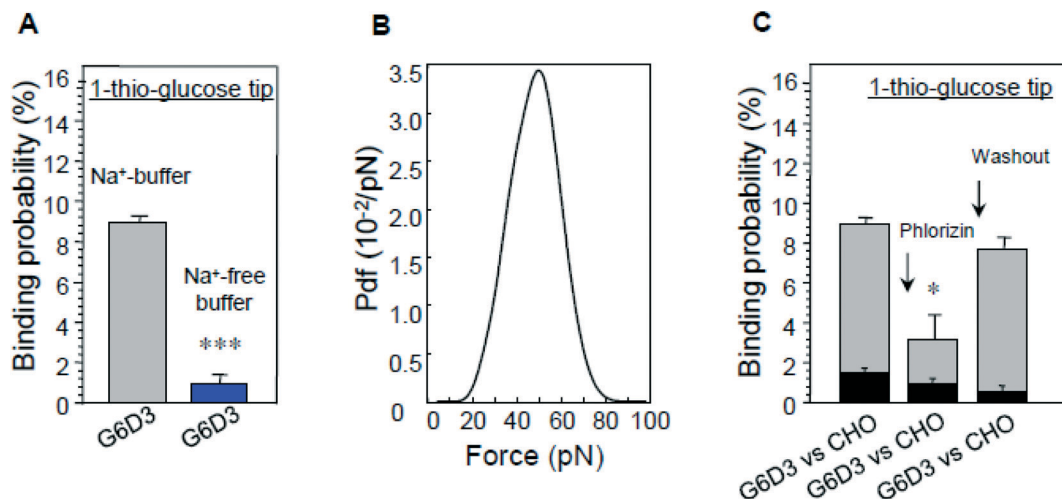 A
1-thio-glucose tip
Binding probability (%)
16
14
12
10
8
6
4
2
0
Na⁺-buffer
Na⁺-free
buffer
***
G6D3
G6D3
B
Pdf (10⁻²/pN)
3.5
3.0
2.5
2.0
1.5
1.0
0.5
0
0
20
40
60
80
100
Force (pN)
C
1-thio-glucose tip
Binding probability (%)
16
14
12
10
8
6
4
2
0
Washout
Phlorizin
*
G6D3 vs CHO
G6D3 vs CHO
G6D3 vs CHO